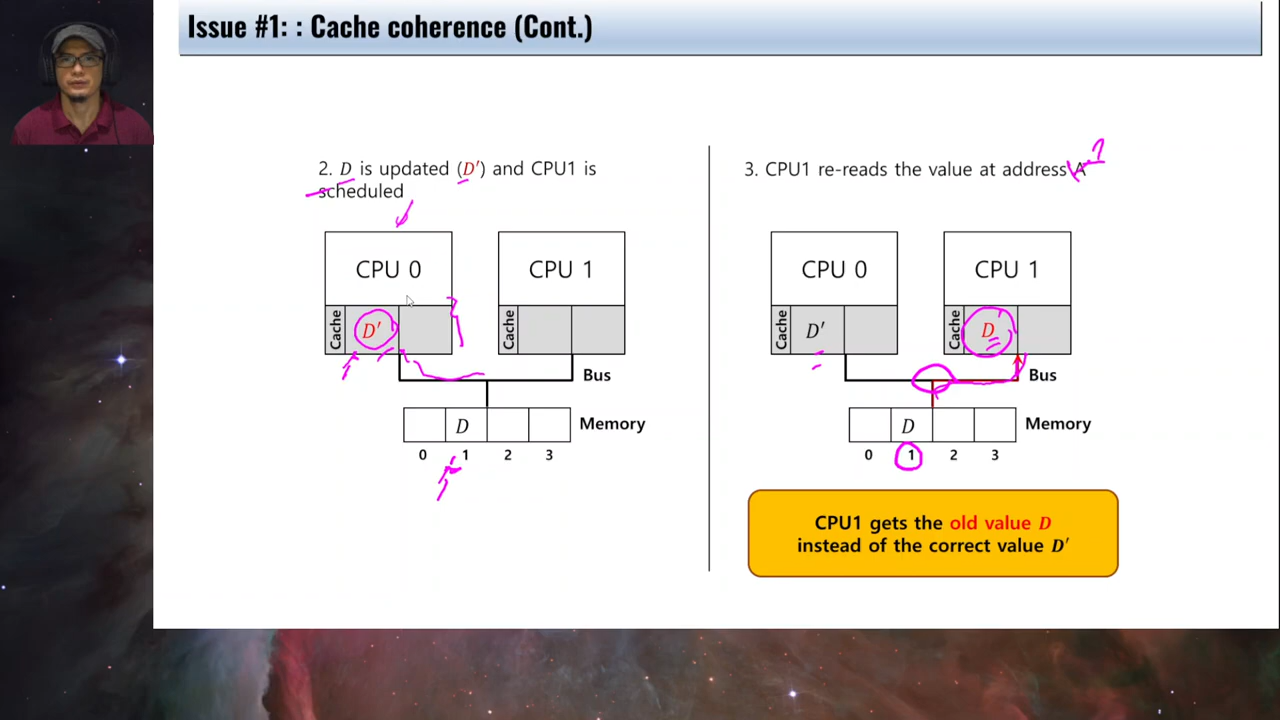 Issue #1: : Cache coherence (Cont.)
2. D is updated (D′) and CPU1 is
scheduled
CPU 0
CPU 1
Cache
D′
Cache
Bus
D
Memory
0 1 2 3
3. CPU1 re-reads the value at address A
1
CPU 0
CPU 1
Cache
D′
Cache
D
Bus
D
Memory
0 1 2 3
CPU1 gets the old value D
instead of the correct value D′